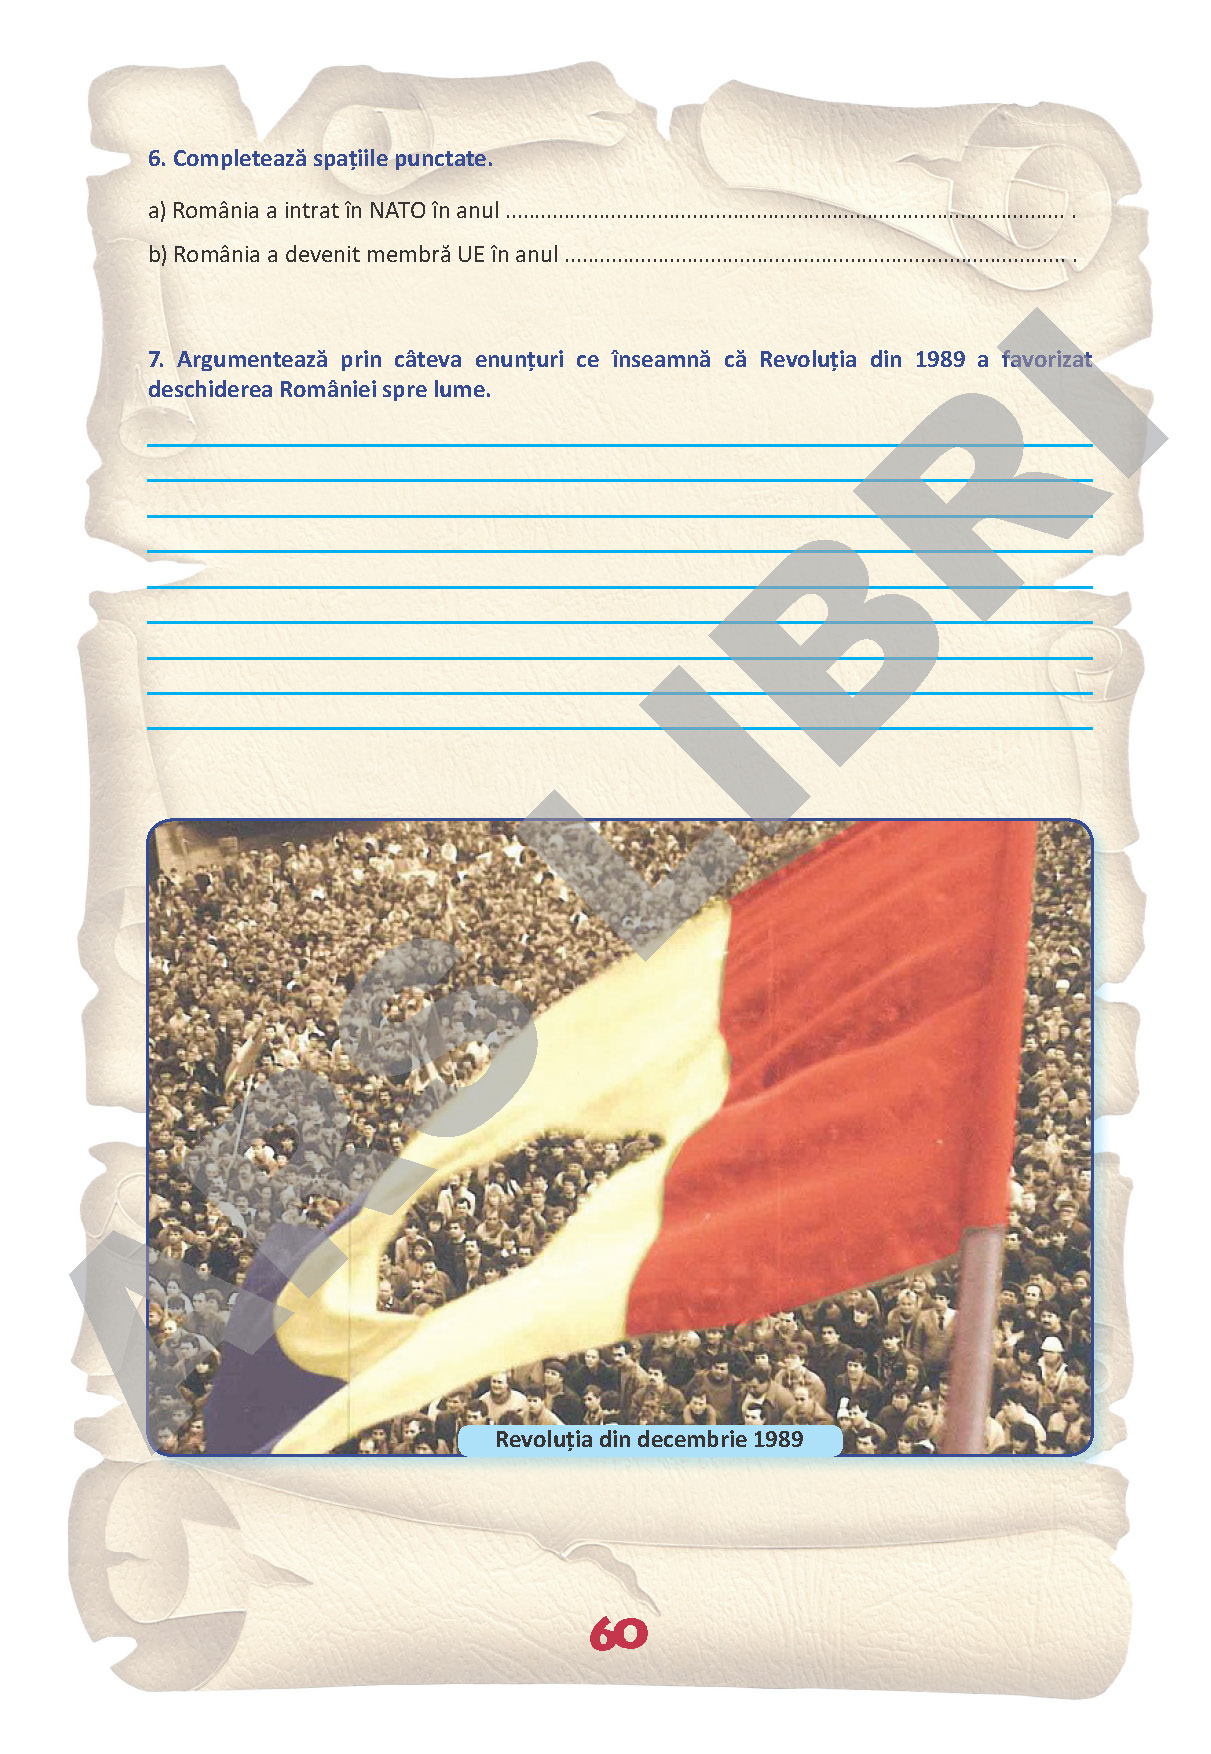 6. Completează spațiile punctate.
a) România a intrat în NATO în anul ................................................................................................ .
b) România a devenit membră UE în anul ...................................................................................... .
7. Argumentează prin câteva enunțuri ce înseamnă că Revoluția din 1989 a favorizat
deschiderea României spre lume.
ARS LIBRI
Revoluția din decembrie 1989
60